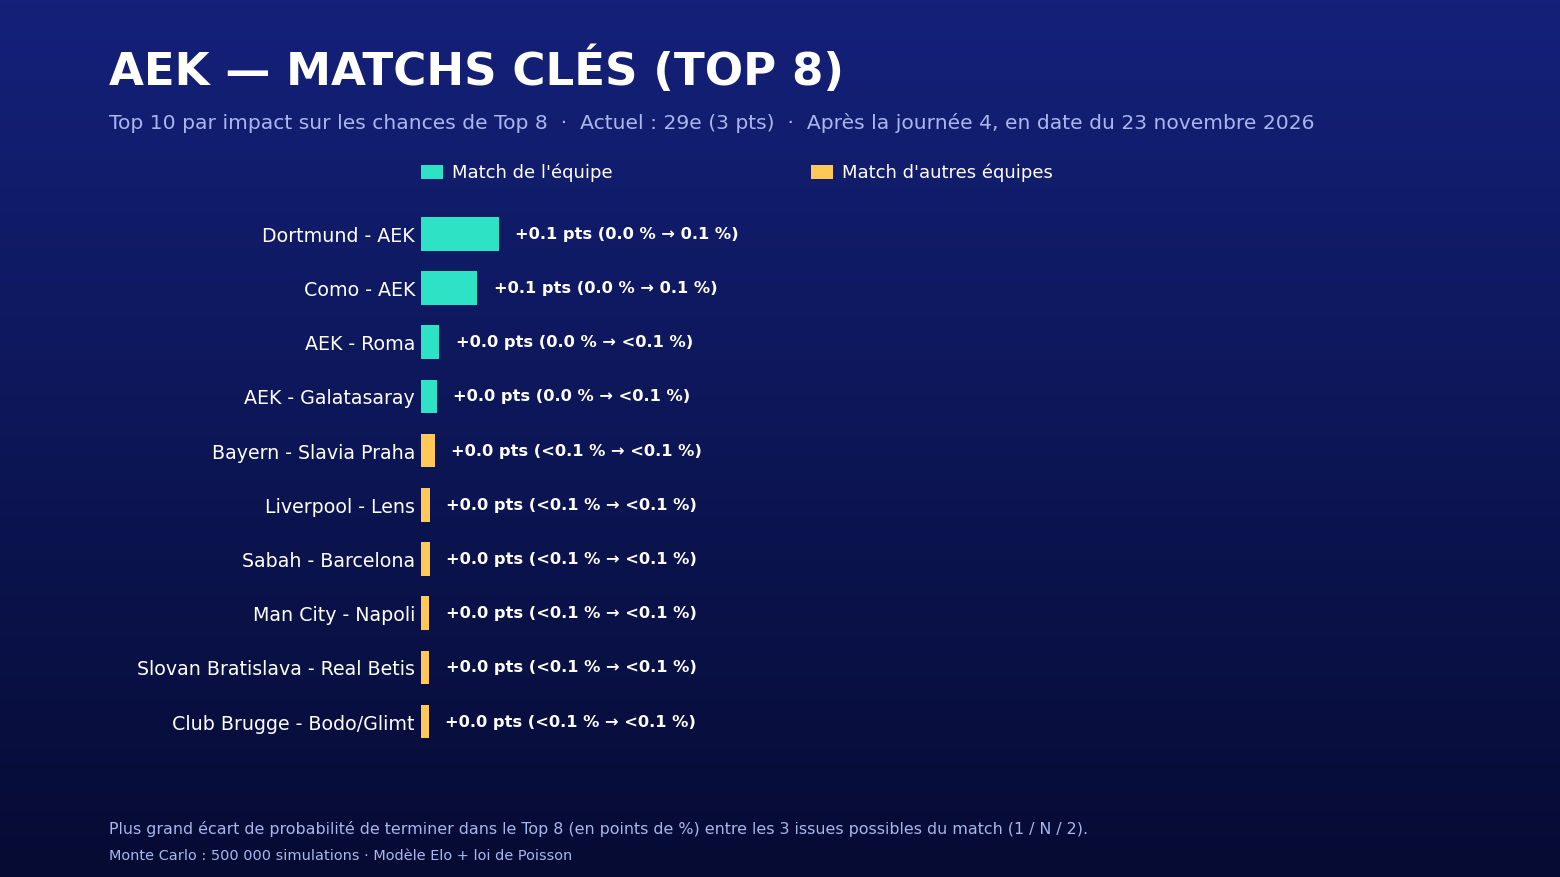 AEK — MATCHS CLÉS (TOP 8)
Top 10 par impact sur les chances de Top 8 · Actuel : 29e (3 pts) · Après la journée 4, en date du 23 novembre 2026
Match de l'équipe Match d'autres équipes
Dortmund - AEK +0.1 pts (0.0 % → 0.1 %)
Como - AEK +0.1 pts (0.0 % → 0.1 %)
AEK - Roma +0.0 pts (0.0 % → <0.1 %)
AEK - Galatasaray +0.0 pts (0.0 % → <0.1 %)
Bayern - Slavia Praha +0.0 pts (<0.1 % → <0.1 %)
Liverpool - Lens +0.0 pts (<0.1 % → <0.1 %)
Sabah - Barcelona +0.0 pts (<0.1 % → <0.1 %)
Man City - Napoli +0.0 pts (<0.1 % → <0.1 %)
Slovan Bratislava - Real Betis +0.0 pts (<0.1 % → <0.1 %)
Club Brugge - Bodo/Glimt +0.0 pts (<0.1 % → <0.1 %)
Plus grand écart de probabilité de terminer dans le Top 8 (en points de %) entre les 3 issues possibles du match (1 / N / 2).
Monte Carlo : 500 000 simulations · Modèle Elo + loi de Poisson